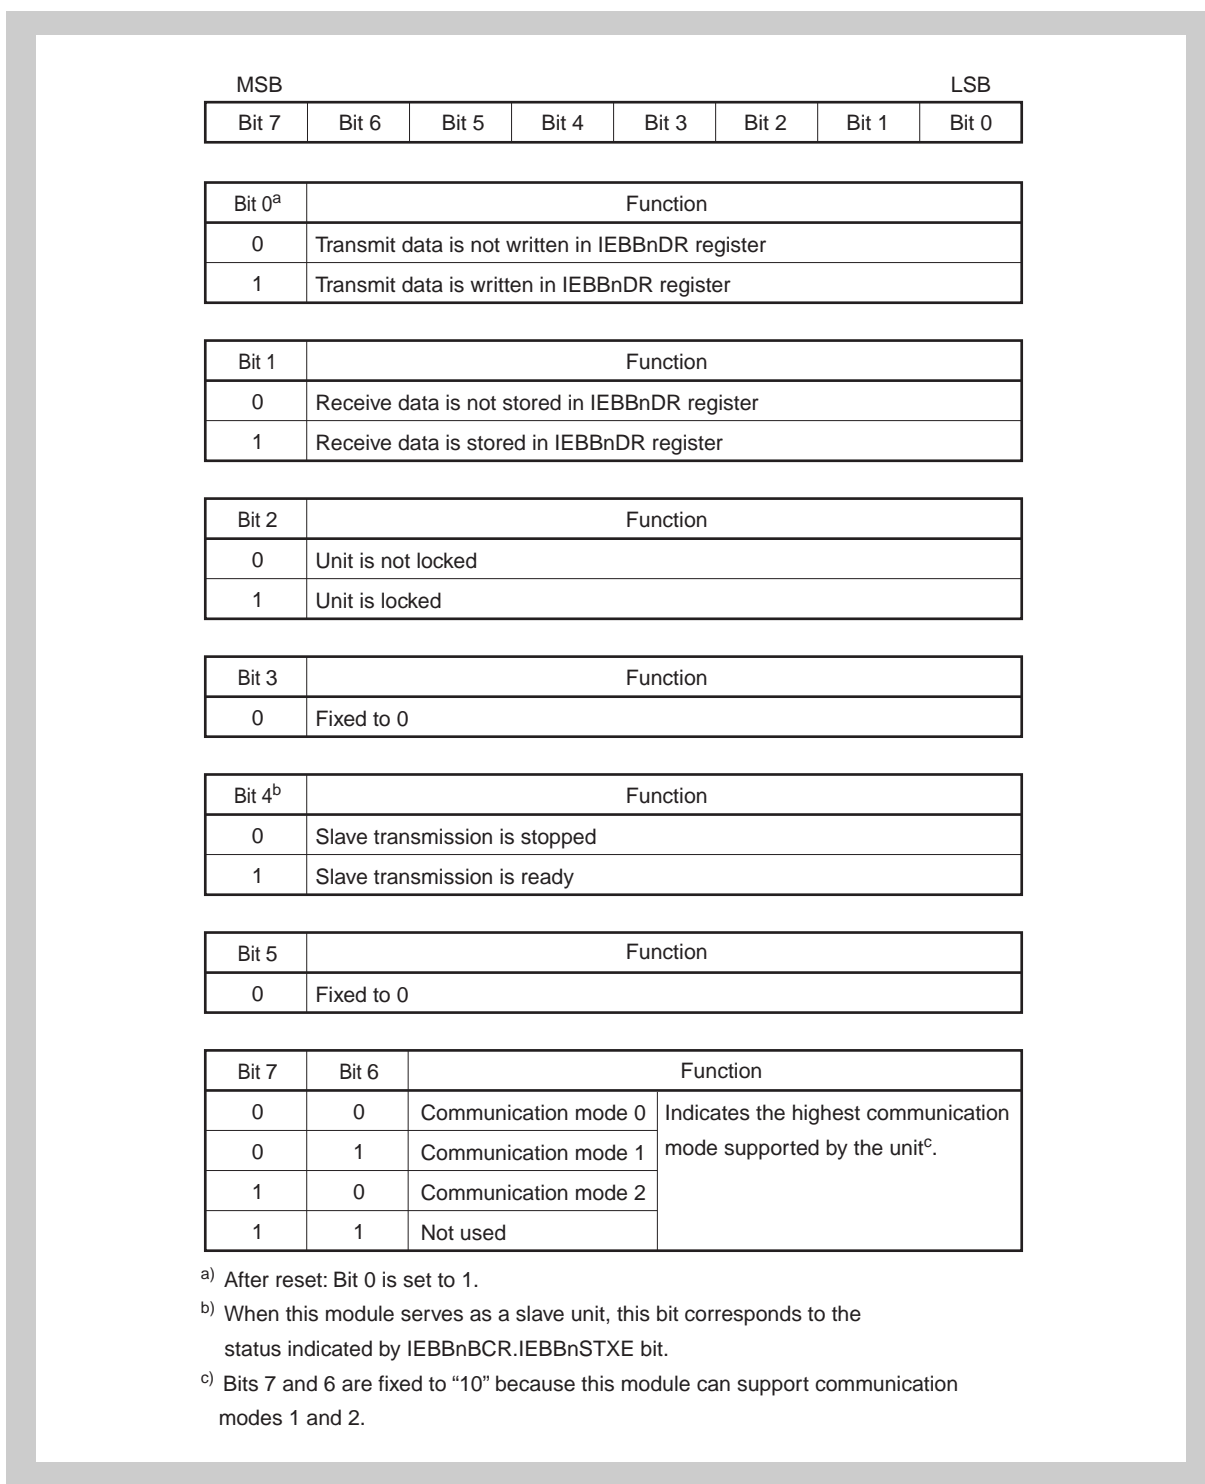 MSB LSB
Bit 7 Bit 6 Bit 5 Bit 4 Bit 3 Bit 2 Bit 1 Bit 0
Bit 0a Function
0 Transmit data is not written in IEBBnDR register
1 Transmit data is written in IEBBnDR register
Bit 1 Function
0 Receive data is not stored in IEBBnDR register
1 Receive data is stored in IEBBnDR register
Bit 2 Function
0 Unit is not locked
1 Unit is locked
Bit 3 Function
0 Fixed to 0
Bit 4b Function
0 Slave transmission is stopped
1 Slave transmission is ready
Bit 5 Function
0 Fixed to 0
Bit 7 Bit 6 Function
0 0 Communication mode 0 Indicates the highest communication
0 1 Communication mode 1 mode supported by the unitc.
1 0 Communication mode 2
1 1 Not used
a) After reset: Bit 0 is set to 1.
b) When this module serves as a slave unit, this bit corresponds to the
status indicated by IEBBnBCR.IEBBnSTXE bit.
c) Bits 7 and 6 are fixed to “10” because this module can support communication
modes 1 and 2.